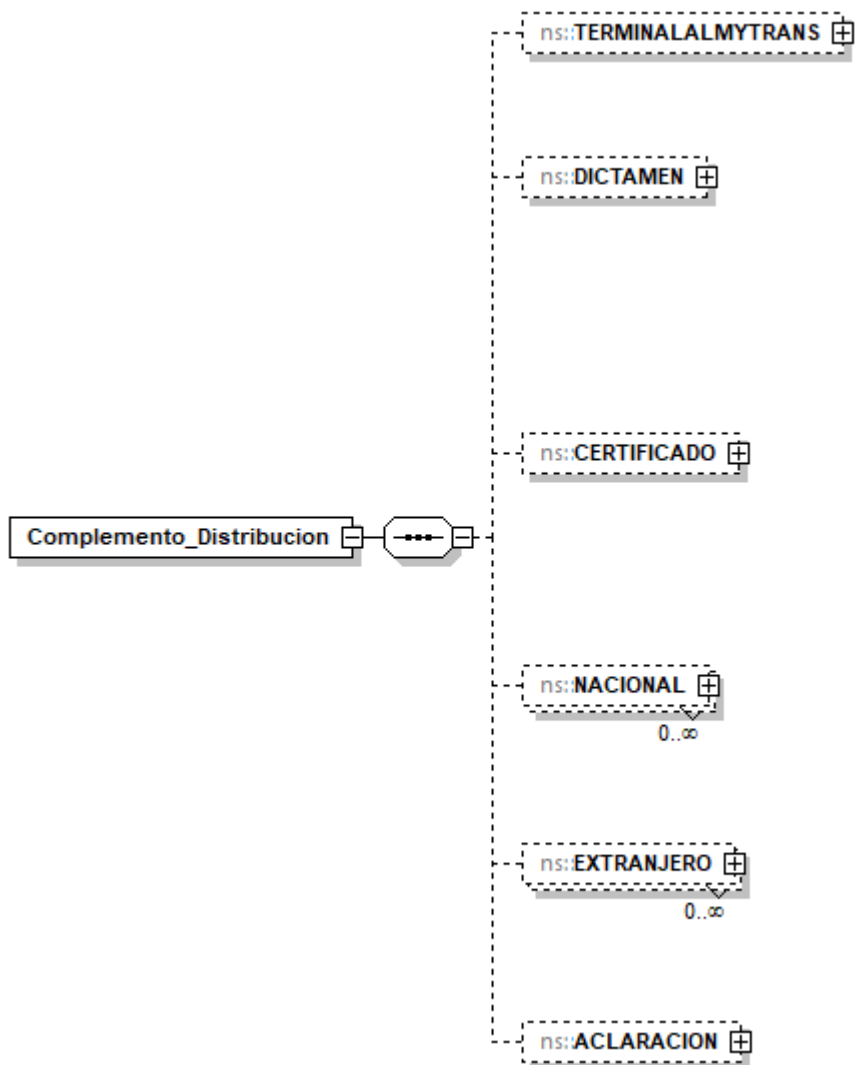 ns:TERMINALALMYTRANS
ns:DICTAMEN
ns:CERTIFICADO
Complemento_Distribucion
ns:NACIONAL
0..∞
ns:EXTRANJERO
0..∞
ns:ACLARACION